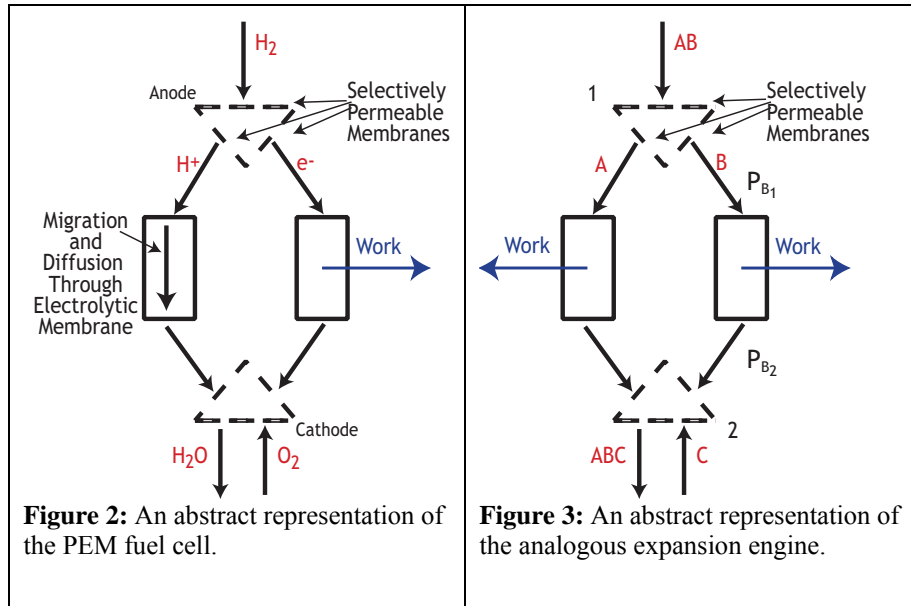 H₂
Anode
Selectively
Permeable
Membranes
H⁺
e-
Migration
and
Diffusion
Through
Electrolytic
Membrane
Work
Cathode
H₂O
O₂
Figure 2: An abstract representation of
the PEM fuel cell.
AB
1
Selectively
Permeable
Membranes
A
B
P_B₁
Work
Work
P_B₂
2
ABC
C
Figure 3: An abstract representation of
the analogous expansion engine.